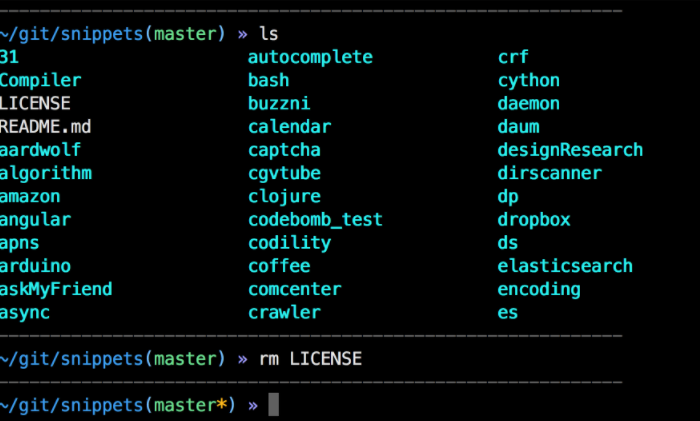 ~/git/snippets(master) » ls
31 autocomplete crf
Compiler bash cython
LICENSE buzzni daemon
README.md calendar daum
aardwolf captcha designResearch
algorithm cgvtube dirscanner
amazon clojure dp
angular codebomb_test dropbox
apns codility ds
arduino coffee elasticsearch
askMyFriend comcenter encoding
async crawler es
~/git/snippets(master) » rm LICENSE
~/git/snippets(master*) »